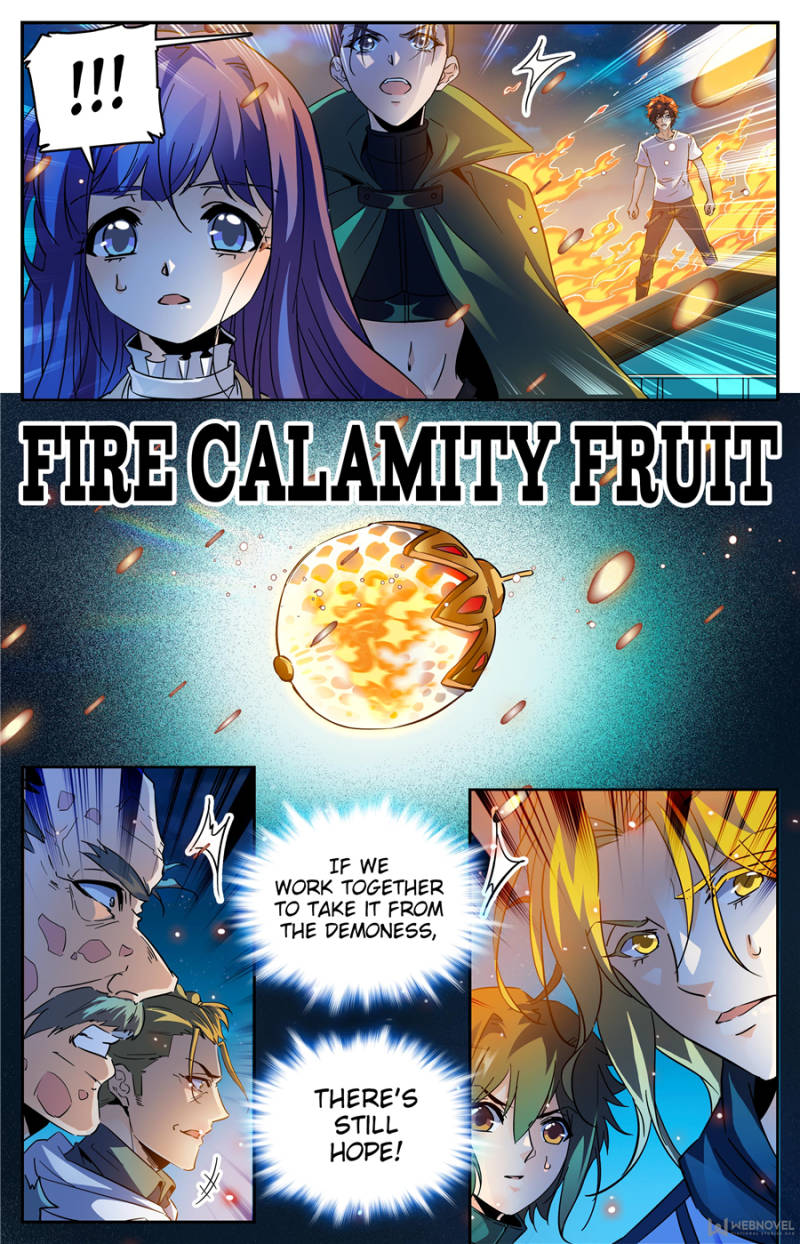 !!!
FIRE CALAMITY FRUIT
IF WE
WORK TOGETHER
TO TAKE IT FROM
THE DEMONESS,
THERE'S
STILL
HOPE!
WEBNOVEL